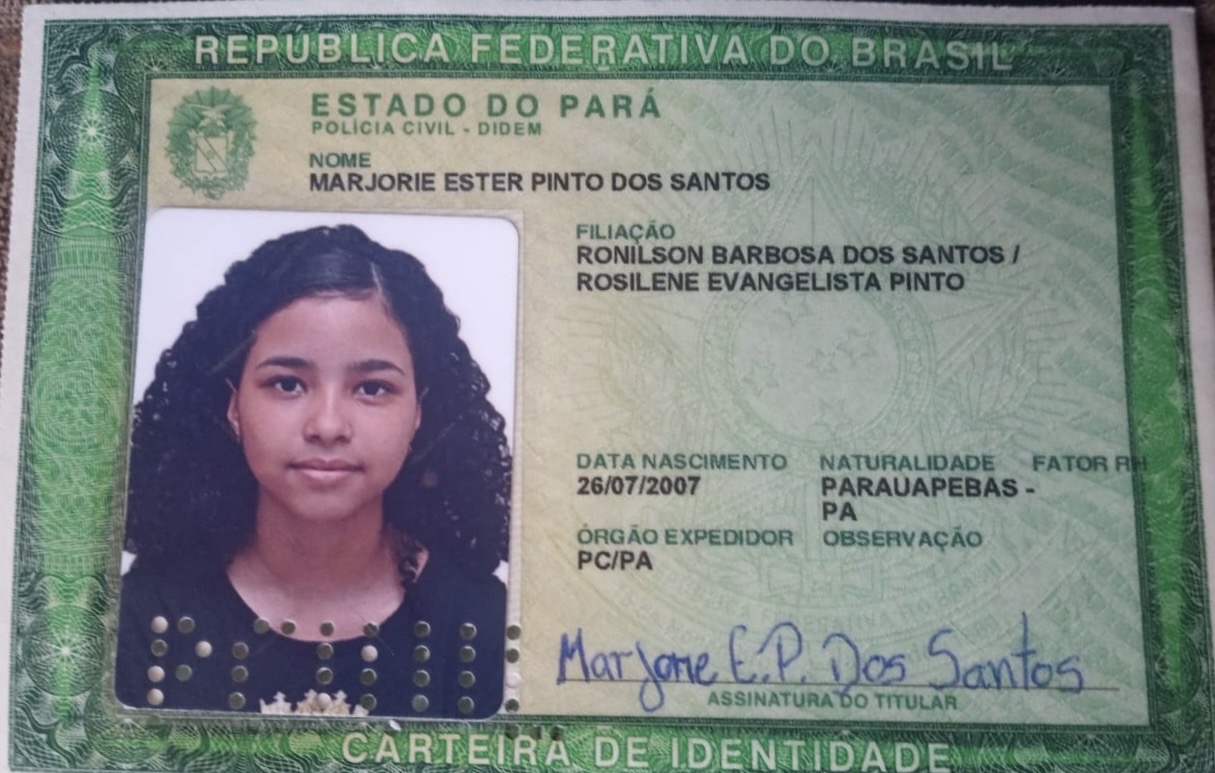 REPÚBLICA FEDERATIVA DO BRASIL
ESTADO DO PARÁ
POLÍCIA CIVIL - DIDEM
NOME
MARJORIE ESTER PINTO DOS SANTOS
FILIAÇÃO
RONILSON BARBOSA DOS SANTOS /
ROSILENE EVANGELISTA PINTO
DATA NASCIMENTO NATURALIDADE FATOR RH
26/07/2007 PARAUAPEBAS -
PA
ÓRGÃO EXPEDIDOR OBSERVAÇÃO
PC/PA
Marjorie E.P. Dos Santos
ASSINATURA DO TITULAR
CARTEIRA DE IDENTIDADE